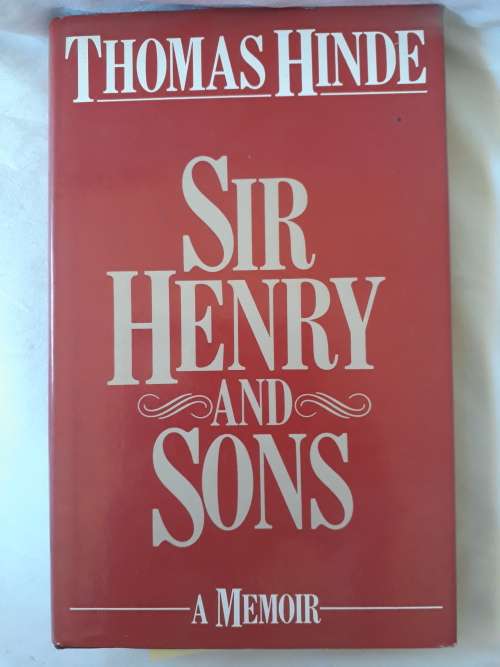 THOMAS HINDE
SIR
HENRY
AND
SONS
A MEMOIR